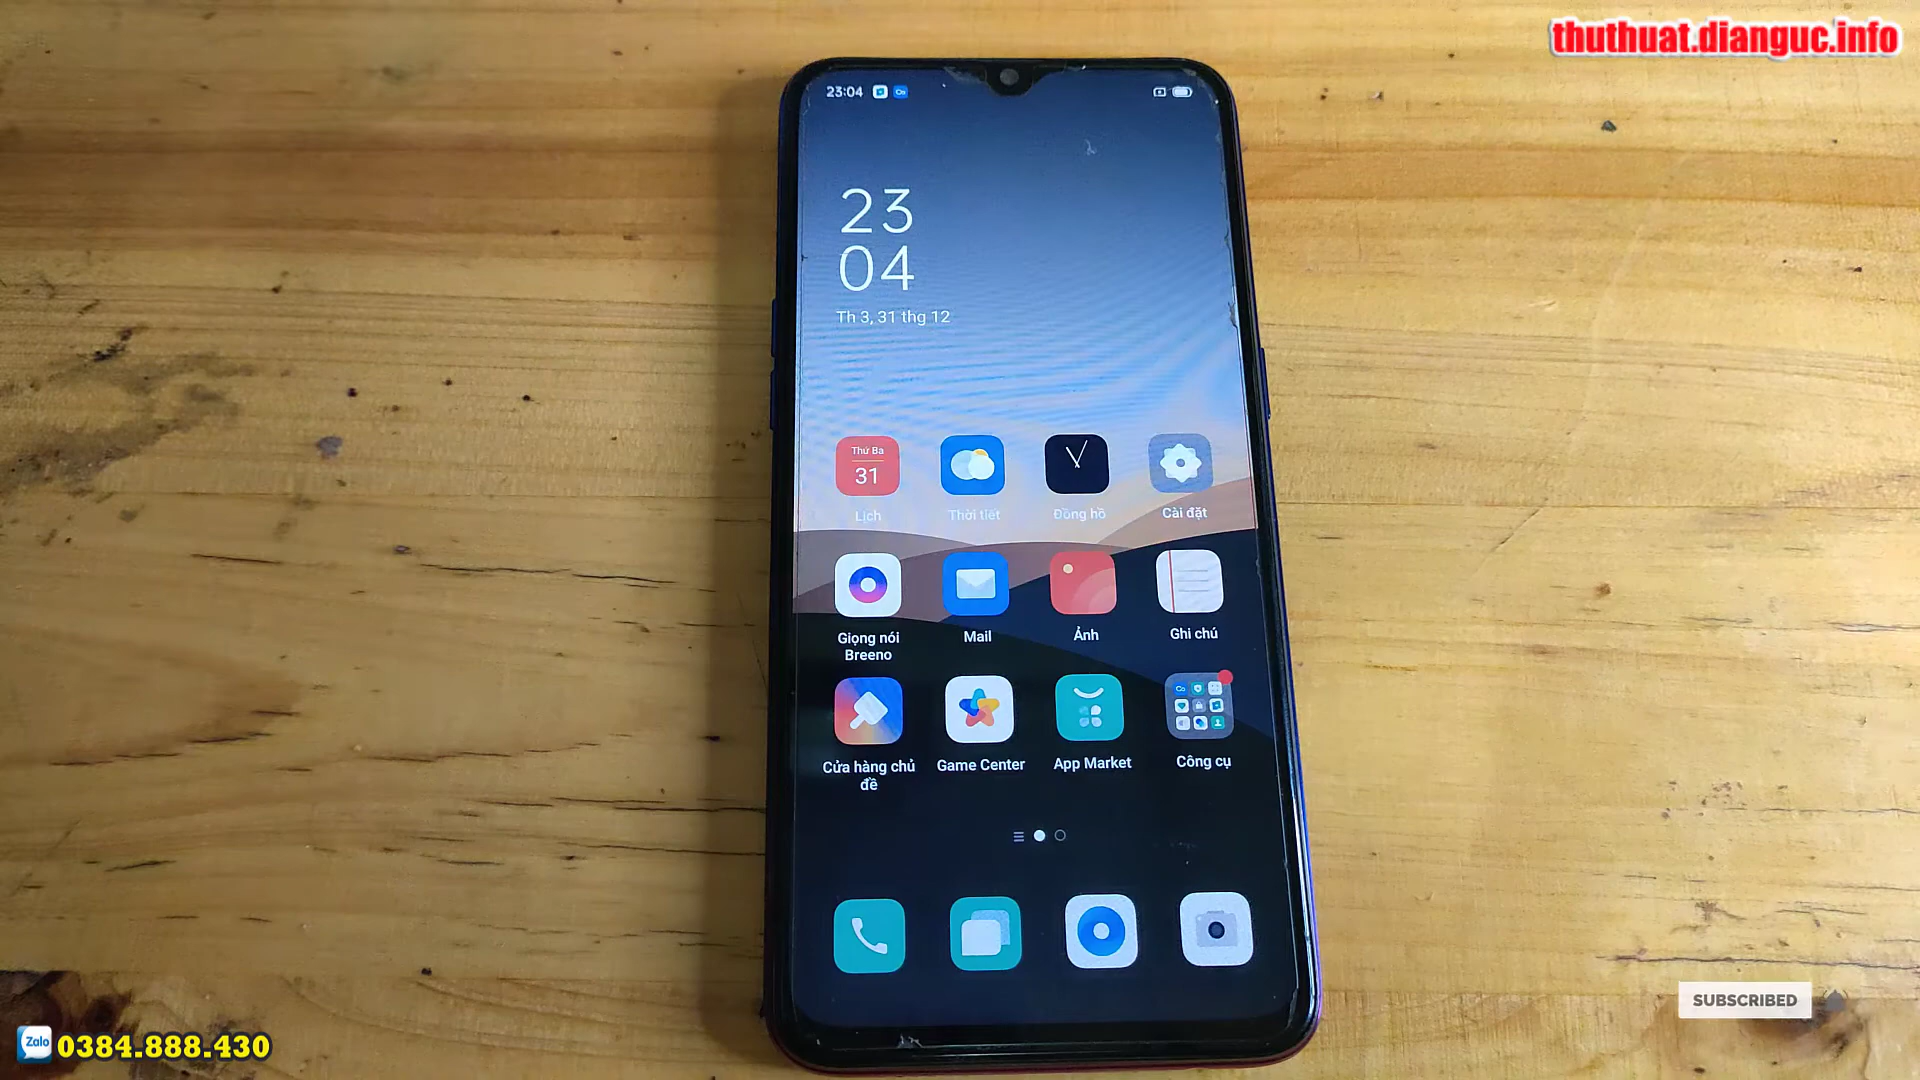 thuthuat.dianguc.info
23:04
23
04
Th 3, 31 thg 12
Thứ Ba
31
Lịch
Thời tiết
Đồng hồ
Cài đặt
Giọng nói
Breeno
Mail
Ảnh
Ghi chú
Cửa hàng chủ
đề
Game Center
App Market
Công cụ
SUBSCRIBED
Zalo
0384.888.430